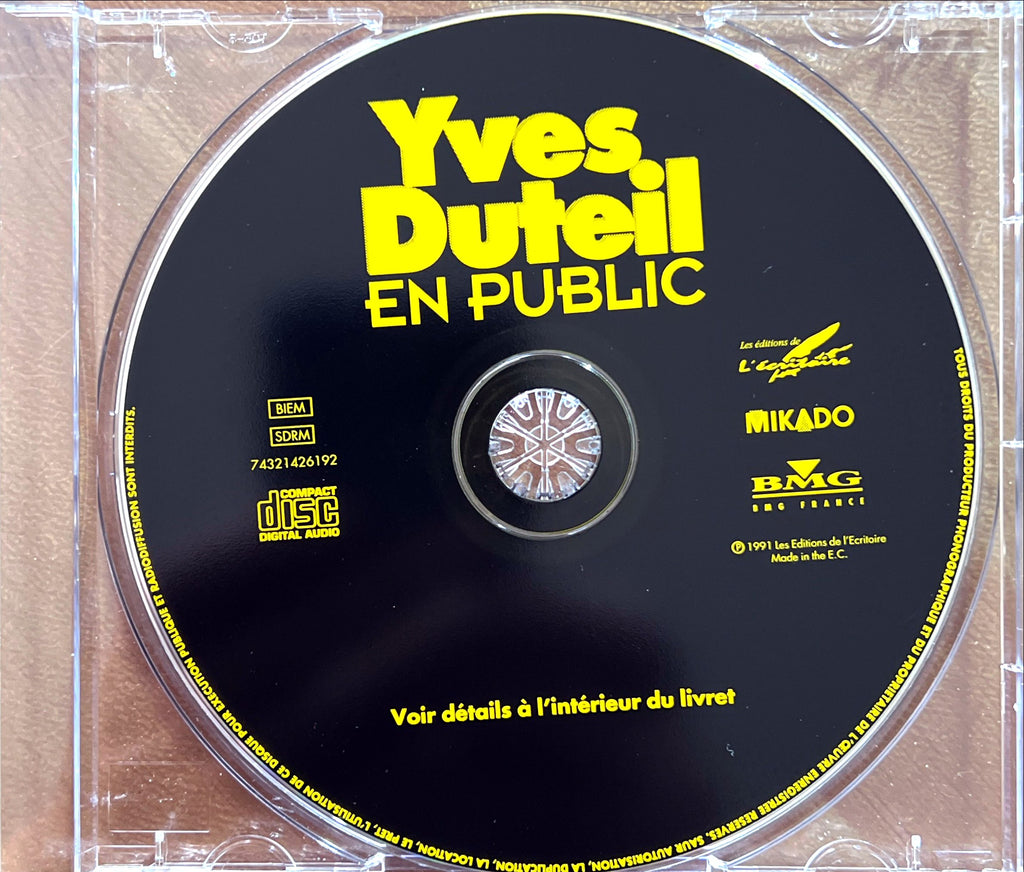 Yves
Duteil
EN PUBLIC
Les éditions de
L'écritoire
BIEM
SDRM
74321426192
COMPACT
disc
DIGITAL AUDIO
MIKADO
BMG
BMG FRANCE
℗ 1991 Les Editions de l'Ecritoire
Made in the E.C.
Voir détails à l'intérieur du livret
TOUS DROITS DU PRODUCTEUR PHONOGRAPHIQUE ET DU PROPRIETAIRE DE L'ŒUVRE ENREGISTREE RESERVES. SAUF AUTORISATION, LA DUPLICATION, LA LOCATION, LE PRET, L'UTILISATION DE CE DISQUE POUR EXECUTION PUBLIQUE ET RADIODIFFUSION SONT INTERDITS.